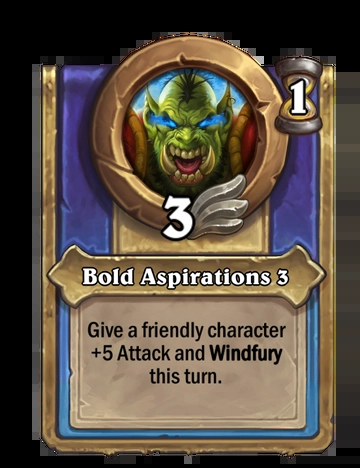 1
3
Bold Aspirations 3
Give a friendly character
+5 Attack and Windfury
this turn.